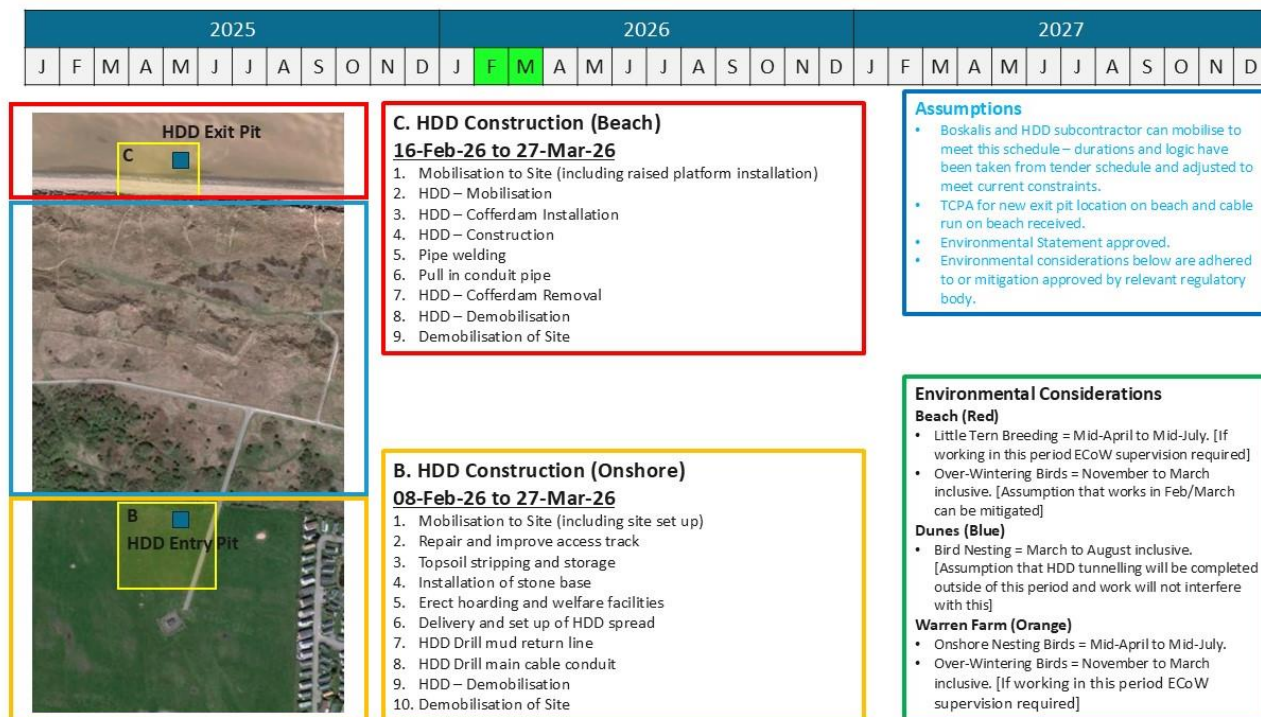 2025
2026
2027
J F M A M J J A S O N D J F M A M J J A S O N D J F M A M J J A S O N D
HDD Exit Pit
C
B
HDD Entry Pit
C. HDD Construction (Beach)
16-Feb-26 to 27-Mar-26
1. Mobilisation to Site (including raised platform installation)
2. HDD – Mobilisation
3. HDD – Cofferdam Installation
4. HDD – Construction
5. Pipe welding
6. Pull in conduit pipe
7. HDD – Cofferdam Removal
8. HDD – Demobilisation
9. Demobilisation of Site
B. HDD Construction (Onshore)
08-Feb-26 to 27-Mar-26
1. Mobilisation to Site (including site set up)
2. Repair and improve access track
3. Topsoil stripping and storage
4. Installation of stone base
5. Erect hoarding and welfare facilities
6. Delivery and set up of HDD spread
7. HDD Drill mud return line
8. HDD Drill main cable conduit
9. HDD – Demobilisation
10. Demobilisation of Site
Assumptions
• Boskalis and HDD subcontractor can mobilise to
meet this schedule – durations and logic have
been taken from tender schedule and adjusted to
meet current constraints.
• TCPA for new exit pit location on beach and cable
run on beach received.
• Environmental Statement approved.
• Environmental considerations below are adhered
to or mitigation approved by relevant regulatory
body.
Environmental Considerations
Beach (Red)
• Little Tern Breeding = Mid-April to Mid-July. [If
working in this period ECoW supervision required]
• Over-Wintering Birds = November to March
inclusive. [Assumption that works in Feb/March
can be mitigated]
Dunes (Blue)
• Bird Nesting = March to August inclusive.
[Assumption that HDD tunnelling will be completed
outside of this period and work will not interfere
with this]
Warren Farm (Orange)
• Onshore Nesting Birds = Mid-April to Mid-July.
• Over-Wintering Birds = November to March
inclusive. [If working in this period ECoW
supervision required]